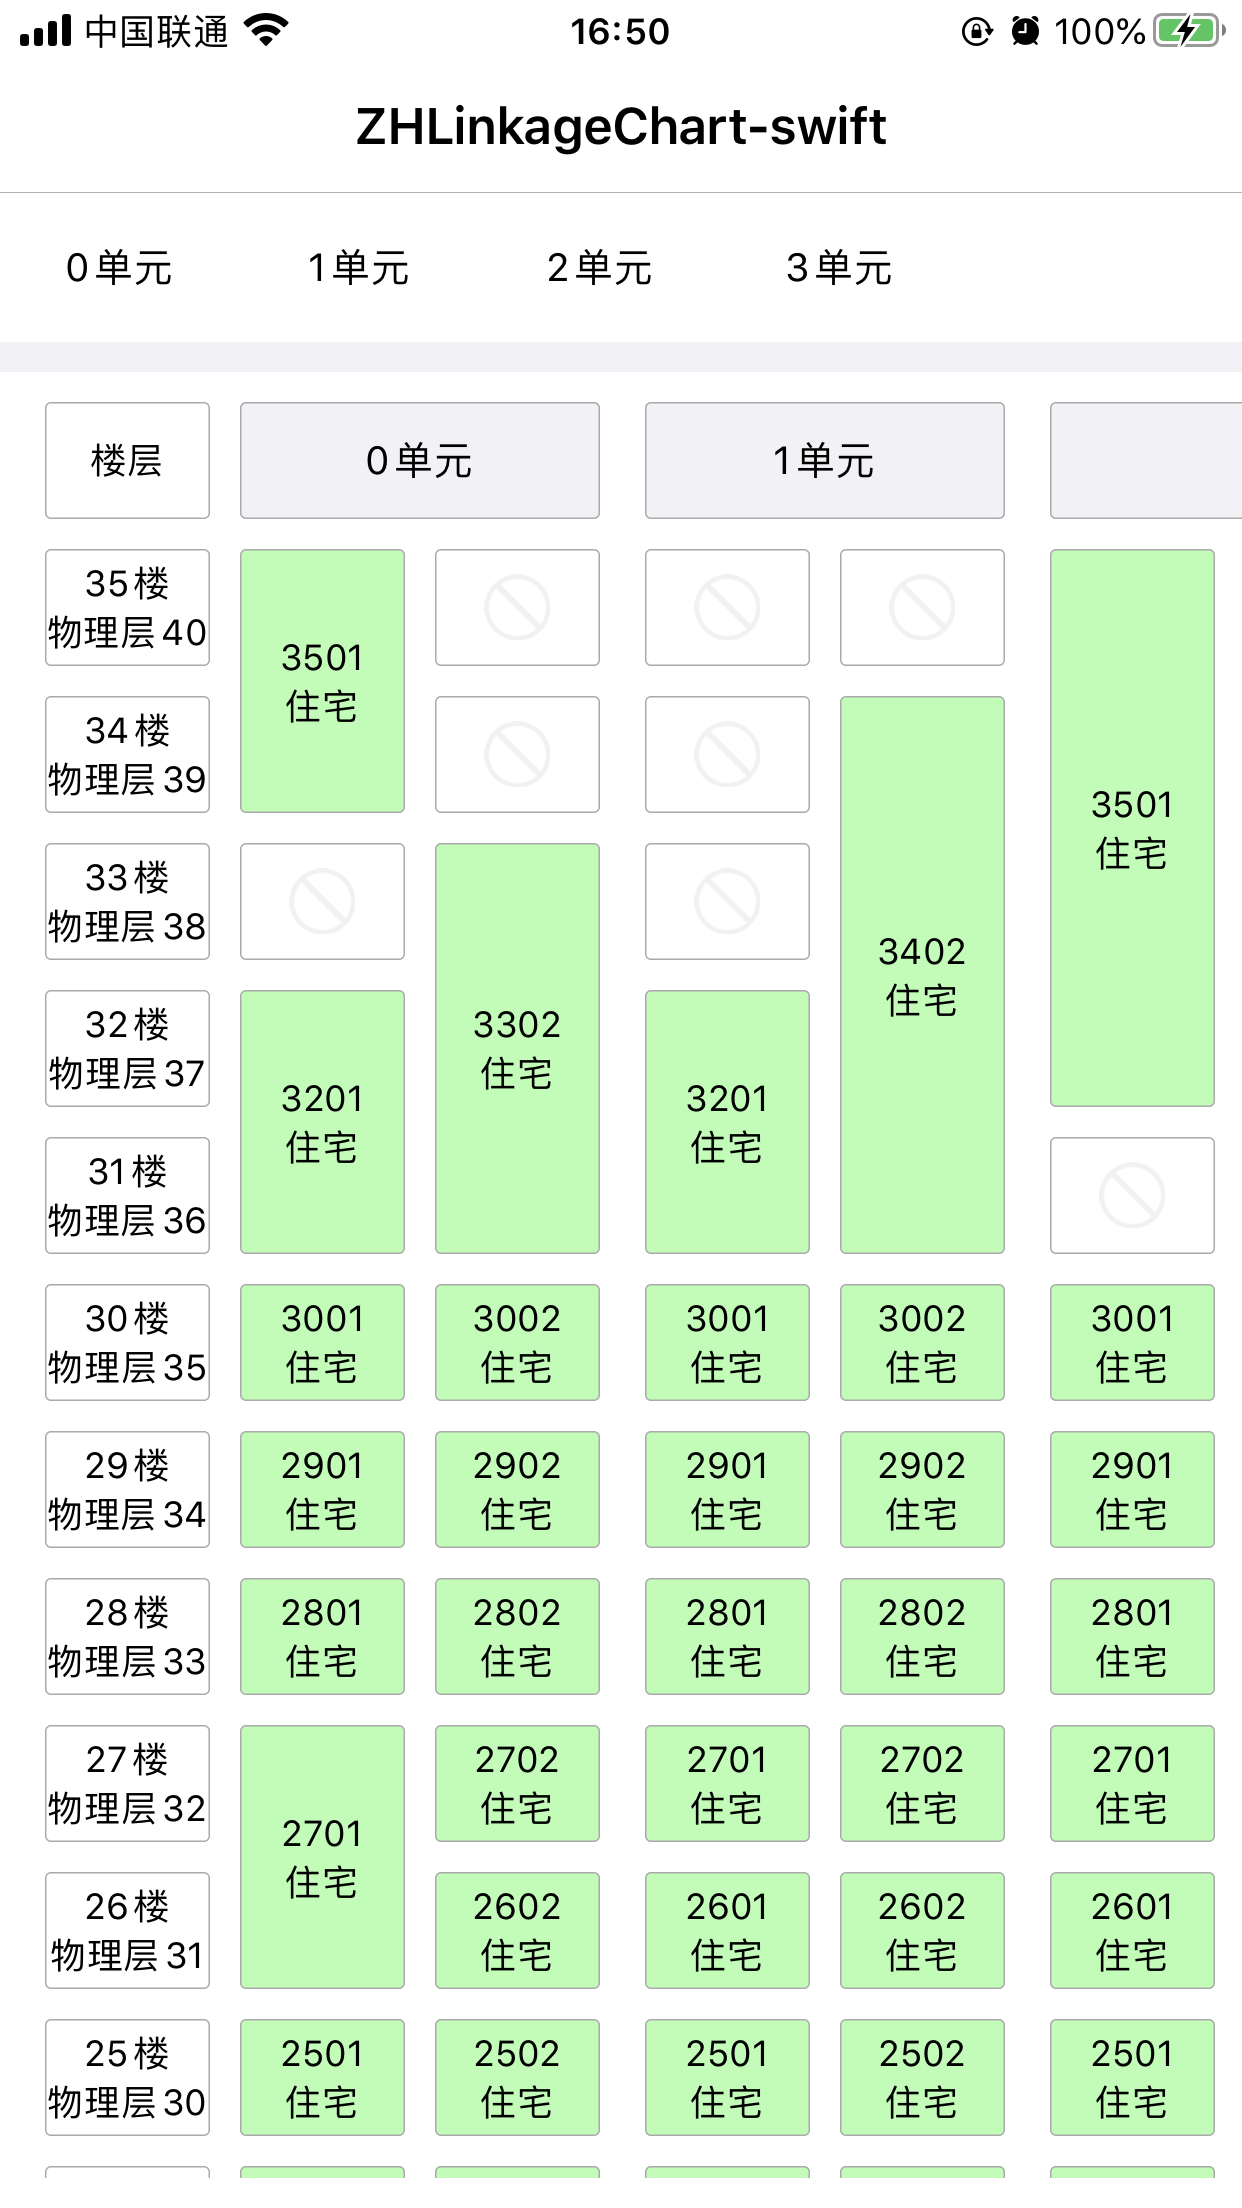 中国联通 16:50 100%
ZHLinkageChart-swift
0单元 1单元 2单元 3单元
楼层 0单元 1单元
35楼
物理层40
3501
住宅
34楼
物理层39
3501
住宅
33楼
物理层38
3402
住宅
32楼
物理层37
3302
住宅
3201
住宅
3201
住宅
31楼
物理层36
30楼 3001 3002 3001 3002 3001
物理层35 住宅 住宅 住宅 住宅 住宅
29楼 2901 2902 2901 2902 2901
物理层34 住宅 住宅 住宅 住宅 住宅
28楼 2801 2802 2801 2802 2801
物理层33 住宅 住宅 住宅 住宅 住宅
27楼 2702 2701 2702 2701
物理层32 住宅 住宅 住宅 住宅
2701
住宅
26楼 2602 2601 2602 2601
物理层31 住宅 住宅 住宅 住宅
25楼 2501 2502 2501 2502 2501
物理层30 住宅 住宅 住宅 住宅 住宅